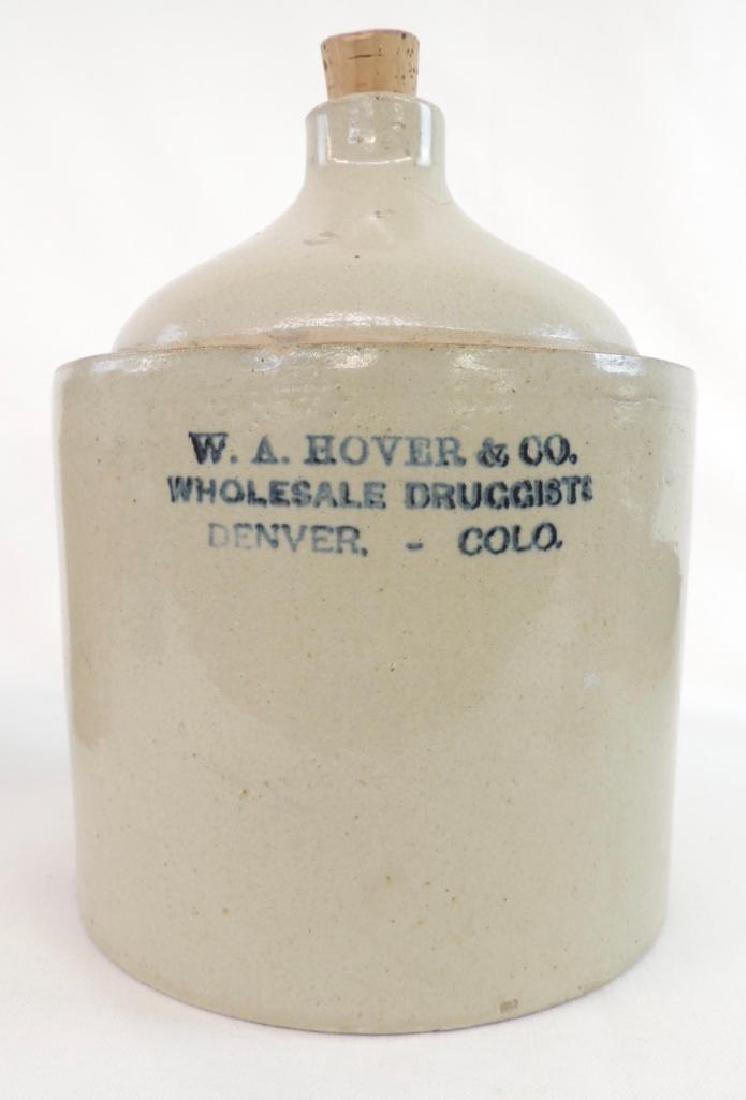 W. A. HOVER & CO.
WHOLESALE DRUGGISTS
DENVER, - COLO.